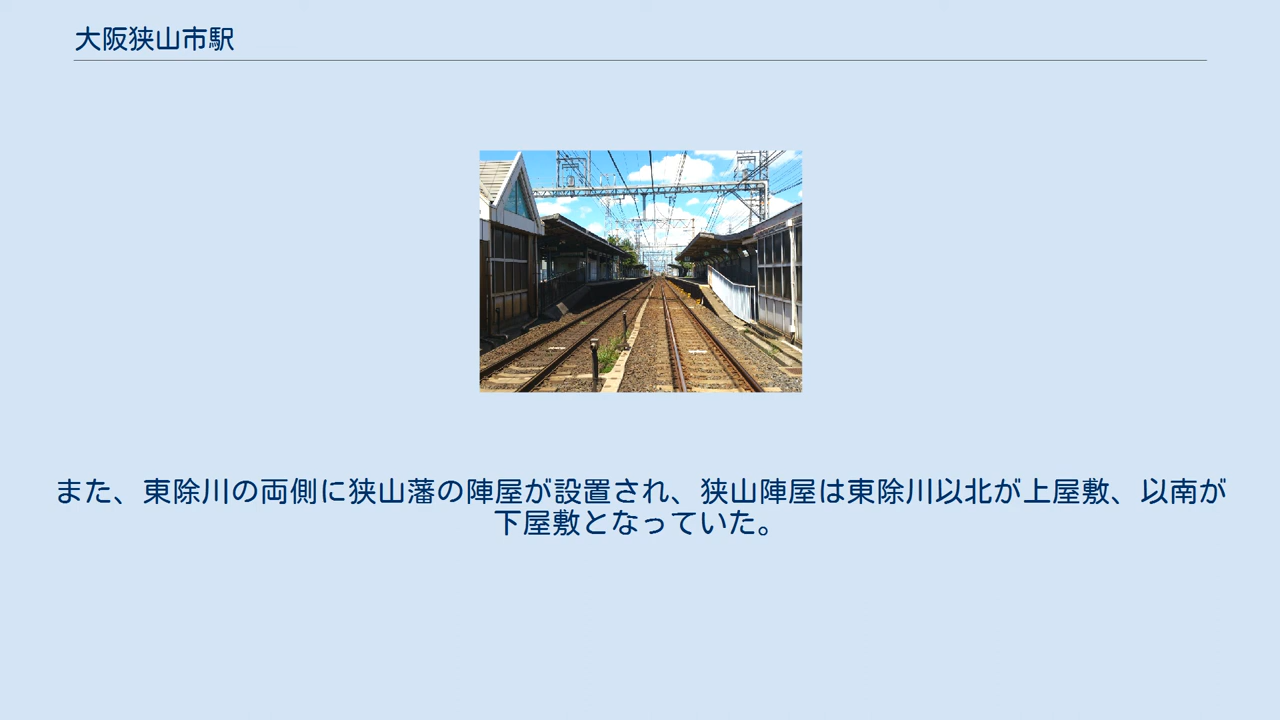 大阪狭山市駅
また、東除川の両側に狭山藩の陣屋が設置され、狭山陣屋は東除川以北が上屋敷、以南が
下屋敷となっていた。